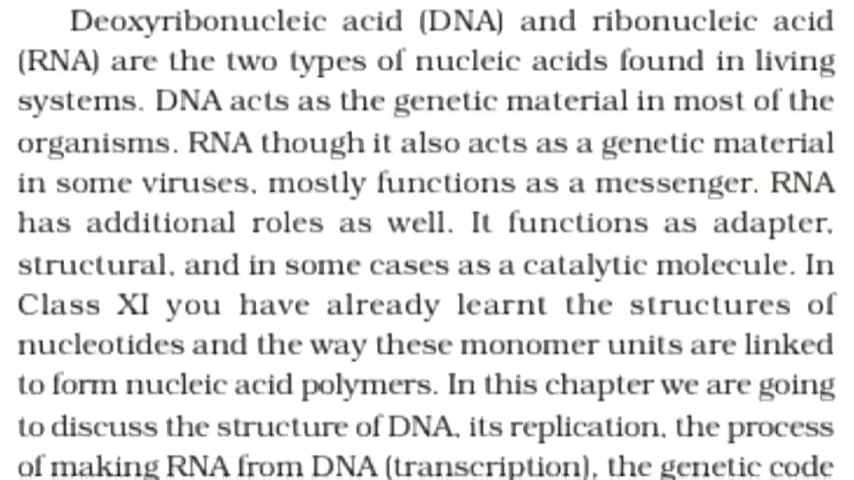 Deoxyribonucleic acid (DNA) and ribonucleic acid
(RNA) are the two types of nucleic acids found in living
systems. DNA acts as the genetic material in most of the
organisms. RNA though it also acts as a genetic material
in some viruses, mostly functions as a messenger. RNA
has additional roles as well. It functions as adapter,
structural, and in some cases as a catalytic molecule. In
Class XI you have already learnt the structures of
nucleotides and the way these monomer units are linked
to form nucleic acid polymers. In this chapter we are going
to discuss the structure of DNA, its replication, the process
of making RNA from DNA (transcription), the genetic code